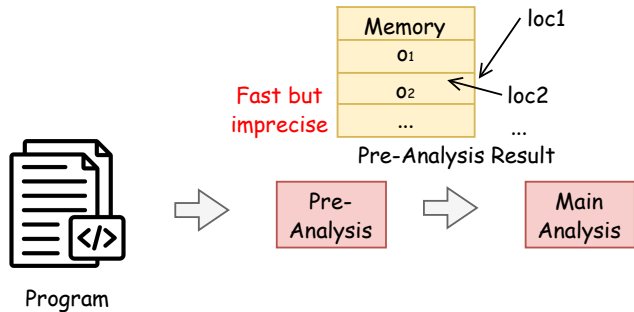 Memory
o1
o2
...
loc1
loc2
...
Fast but
imprecise
Pre-Analysis Result
</>
Program
Pre-
Analysis
Main
Analysis